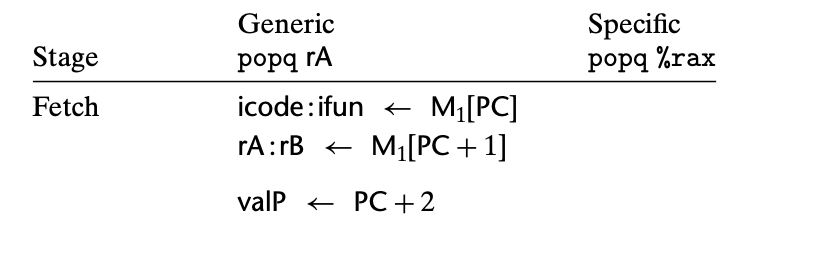 Generic Specific
Stage popq rA popq %rax
Fetch icode:ifun ← M₁[PC]
rA:rB ← M₁[PC + 1]
valP ← PC + 2